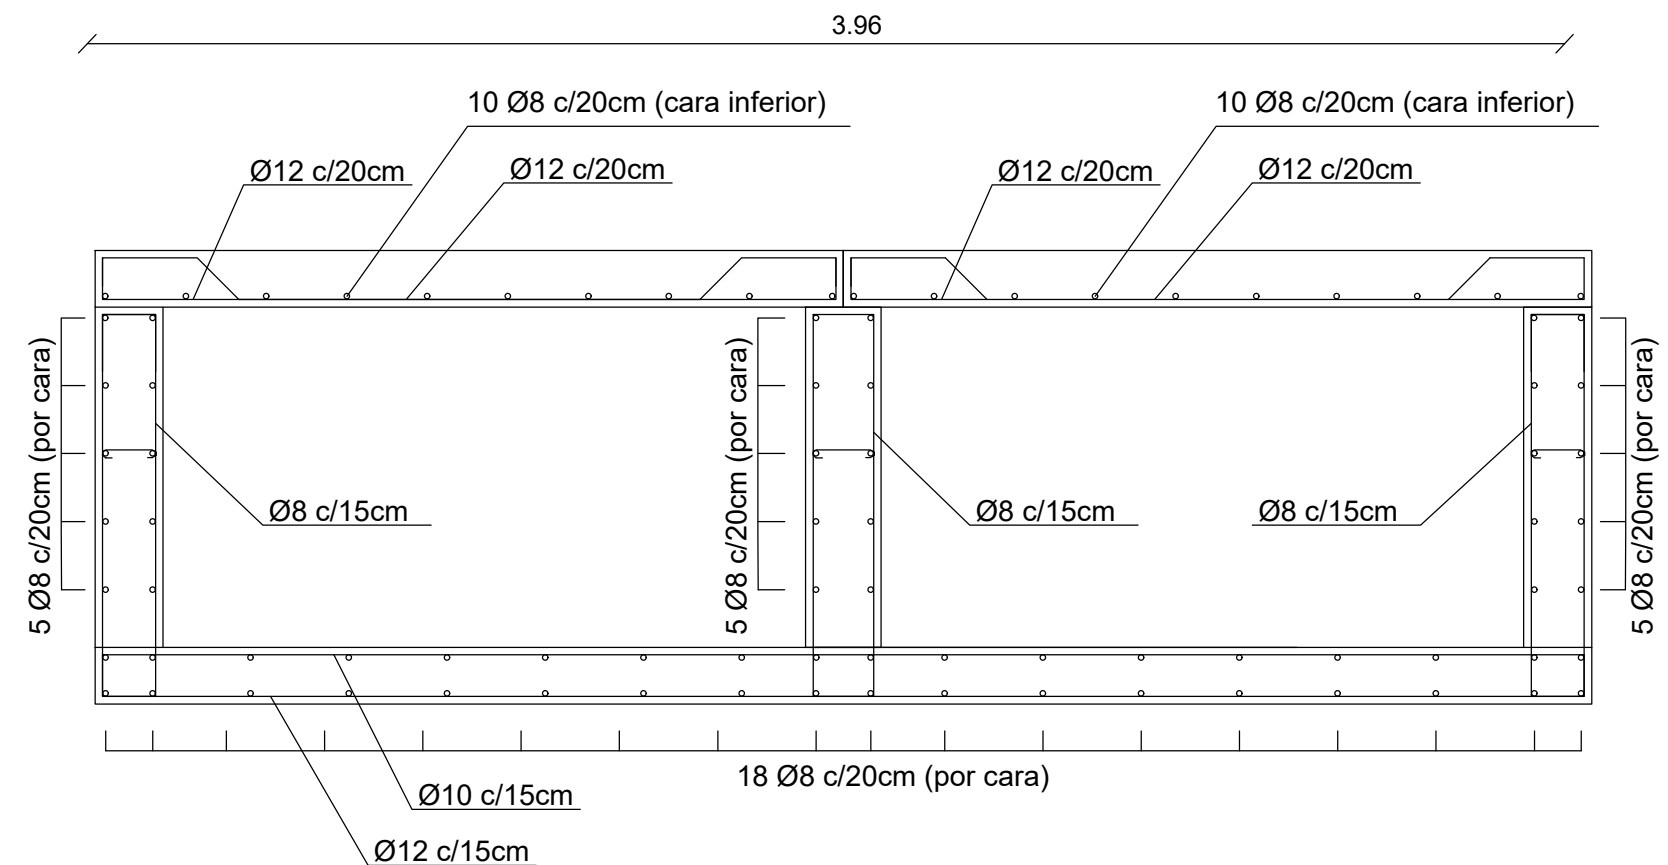 3.96
10 Ø8 c/20cm (cara inferior)
10 Ø8 c/20cm (cara inferior)
Ø12 c/20cm
Ø12 c/20cm
Ø12 c/20cm
Ø12 c/20cm
5 Ø8 c/20cm (por cara)
5 Ø8 c/20cm (por cara)
5 Ø8 c/20cm (por cara)
Ø8 c/15cm
Ø8 c/15cm
Ø8 c/15cm
18 Ø8 c/20cm (por cara)
Ø10 c/15cm
Ø12 c/15cm